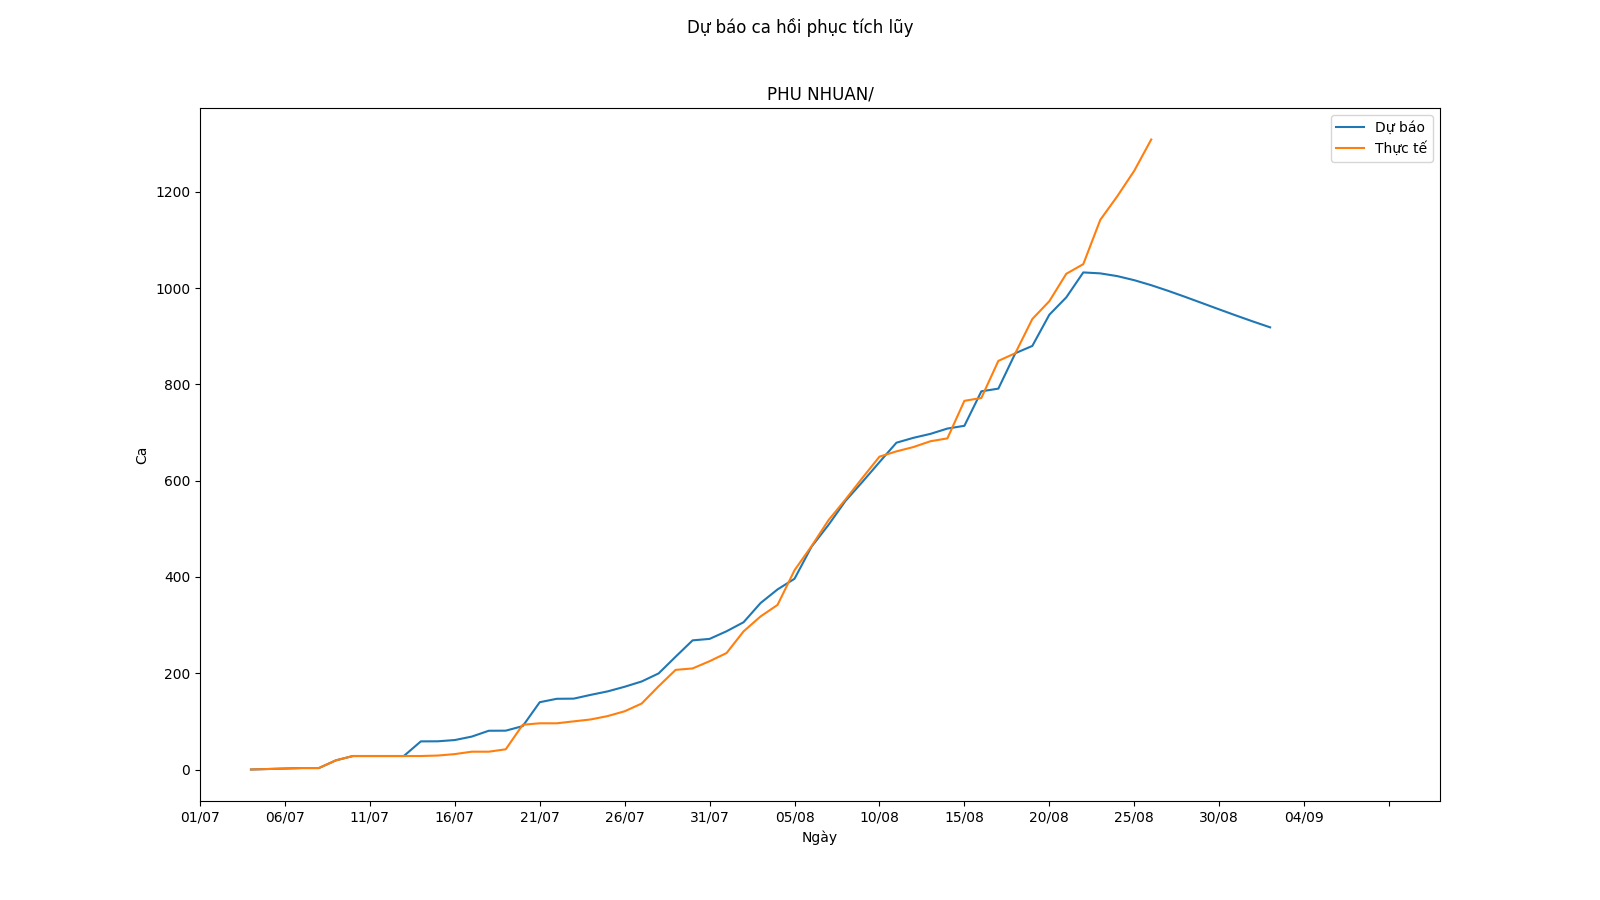 Dự báo ca hồi phục tích lũy
PHU NHUAN/
Dự báo
Thực tế
1200
1000
800
600
400
200
0
Ca
01/07 06/07 11/07 16/07 21/07 26/07 31/07 05/08 10/08 15/08 20/08 25/08 30/08 04/09
Ngày